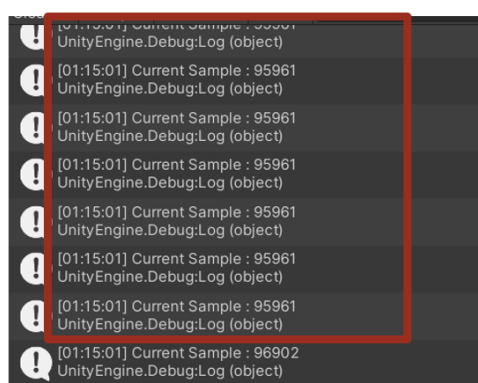 [01:15:01] Current Sample : 95961
UnityEngine.Debug:Log (object)
[01:15:01] Current Sample : 95961
UnityEngine.Debug:Log (object)
[01:15:01] Current Sample : 95961
UnityEngine.Debug:Log (object)
[01:15:01] Current Sample : 95961
UnityEngine.Debug:Log (object)
[01:15:01] Current Sample : 95961
UnityEngine.Debug:Log (object)
[01:15:01] Current Sample : 95961
UnityEngine.Debug:Log (object)
[01:15:01] Current Sample : 95961
UnityEngine.Debug:Log (object)
[01:15:01] Current Sample : 96902
UnityEngine.Debug:Log (object)